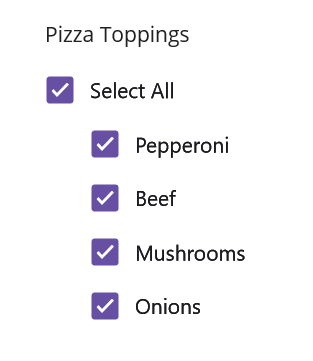 Pizza Toppings
Select All
Pepperoni
Beef
Mushrooms
Onions